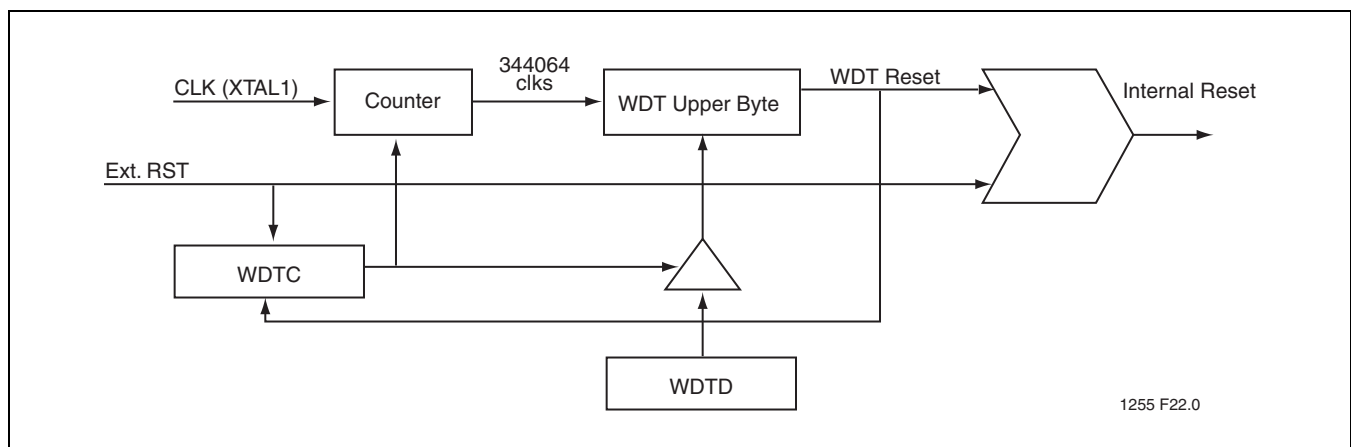 344064
clks
CLK (XTAL1)
Counter
WDT Upper Byte
WDT Reset
Internal Reset
Ext. RST
WDTC
WDTD
1255 F22.0